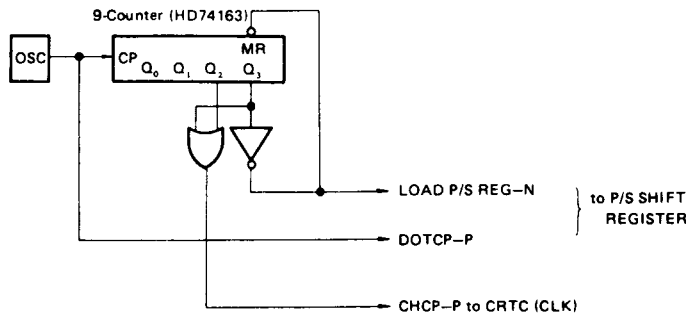 9-Counter (HD74163)
OSC
CP
MR
Q0 Q1 Q2 Q3
LOAD P/S REG-N
to P/S SHIFT
REGISTER
DOTCP-P
CHCP-P to CRTC (CLK)